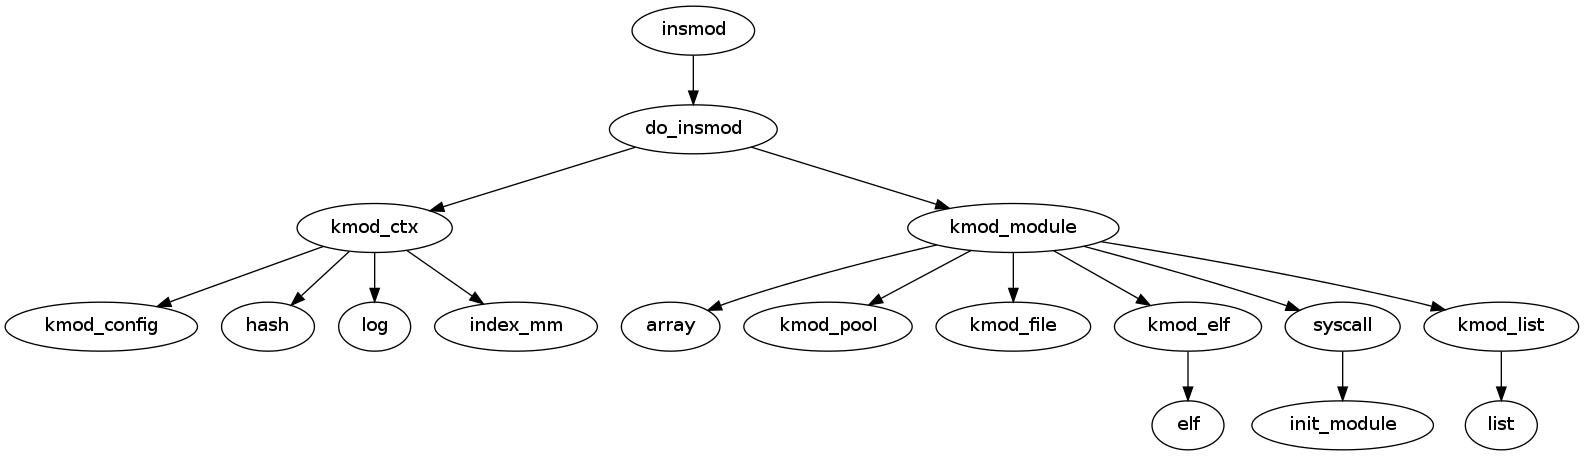 insmod
do_insmod
kmod_ctx
kmod_module
kmod_config
hash
log
index_mm
array
kmod_pool
kmod_file
kmod_elf
syscall
kmod_list
elf
init_module
list